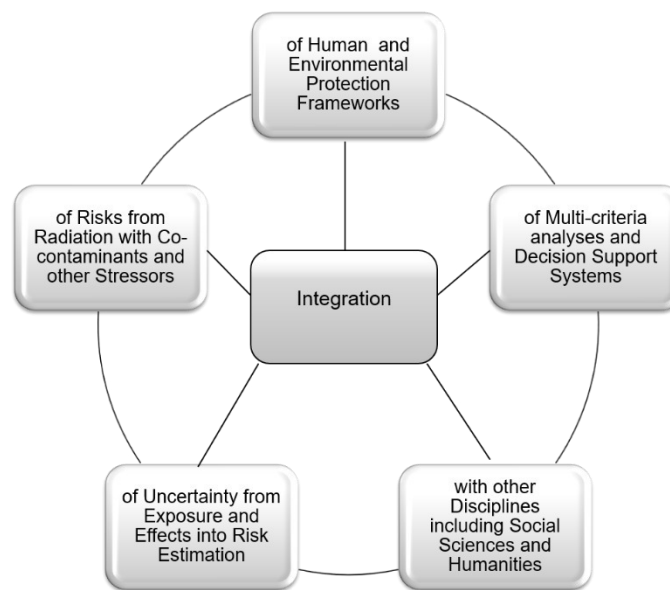 of Human and
Environmental
Protection
Frameworks
of Risks from
Radiation with Co-
contaminants and
other Stressors
of Multi-criteria
analyses and
Decision Support
Systems
Integration
of Uncertainty from
Exposure and
Effects into Risk
Estimation
with other
Disciplines
including Social
Sciences and
Humanities